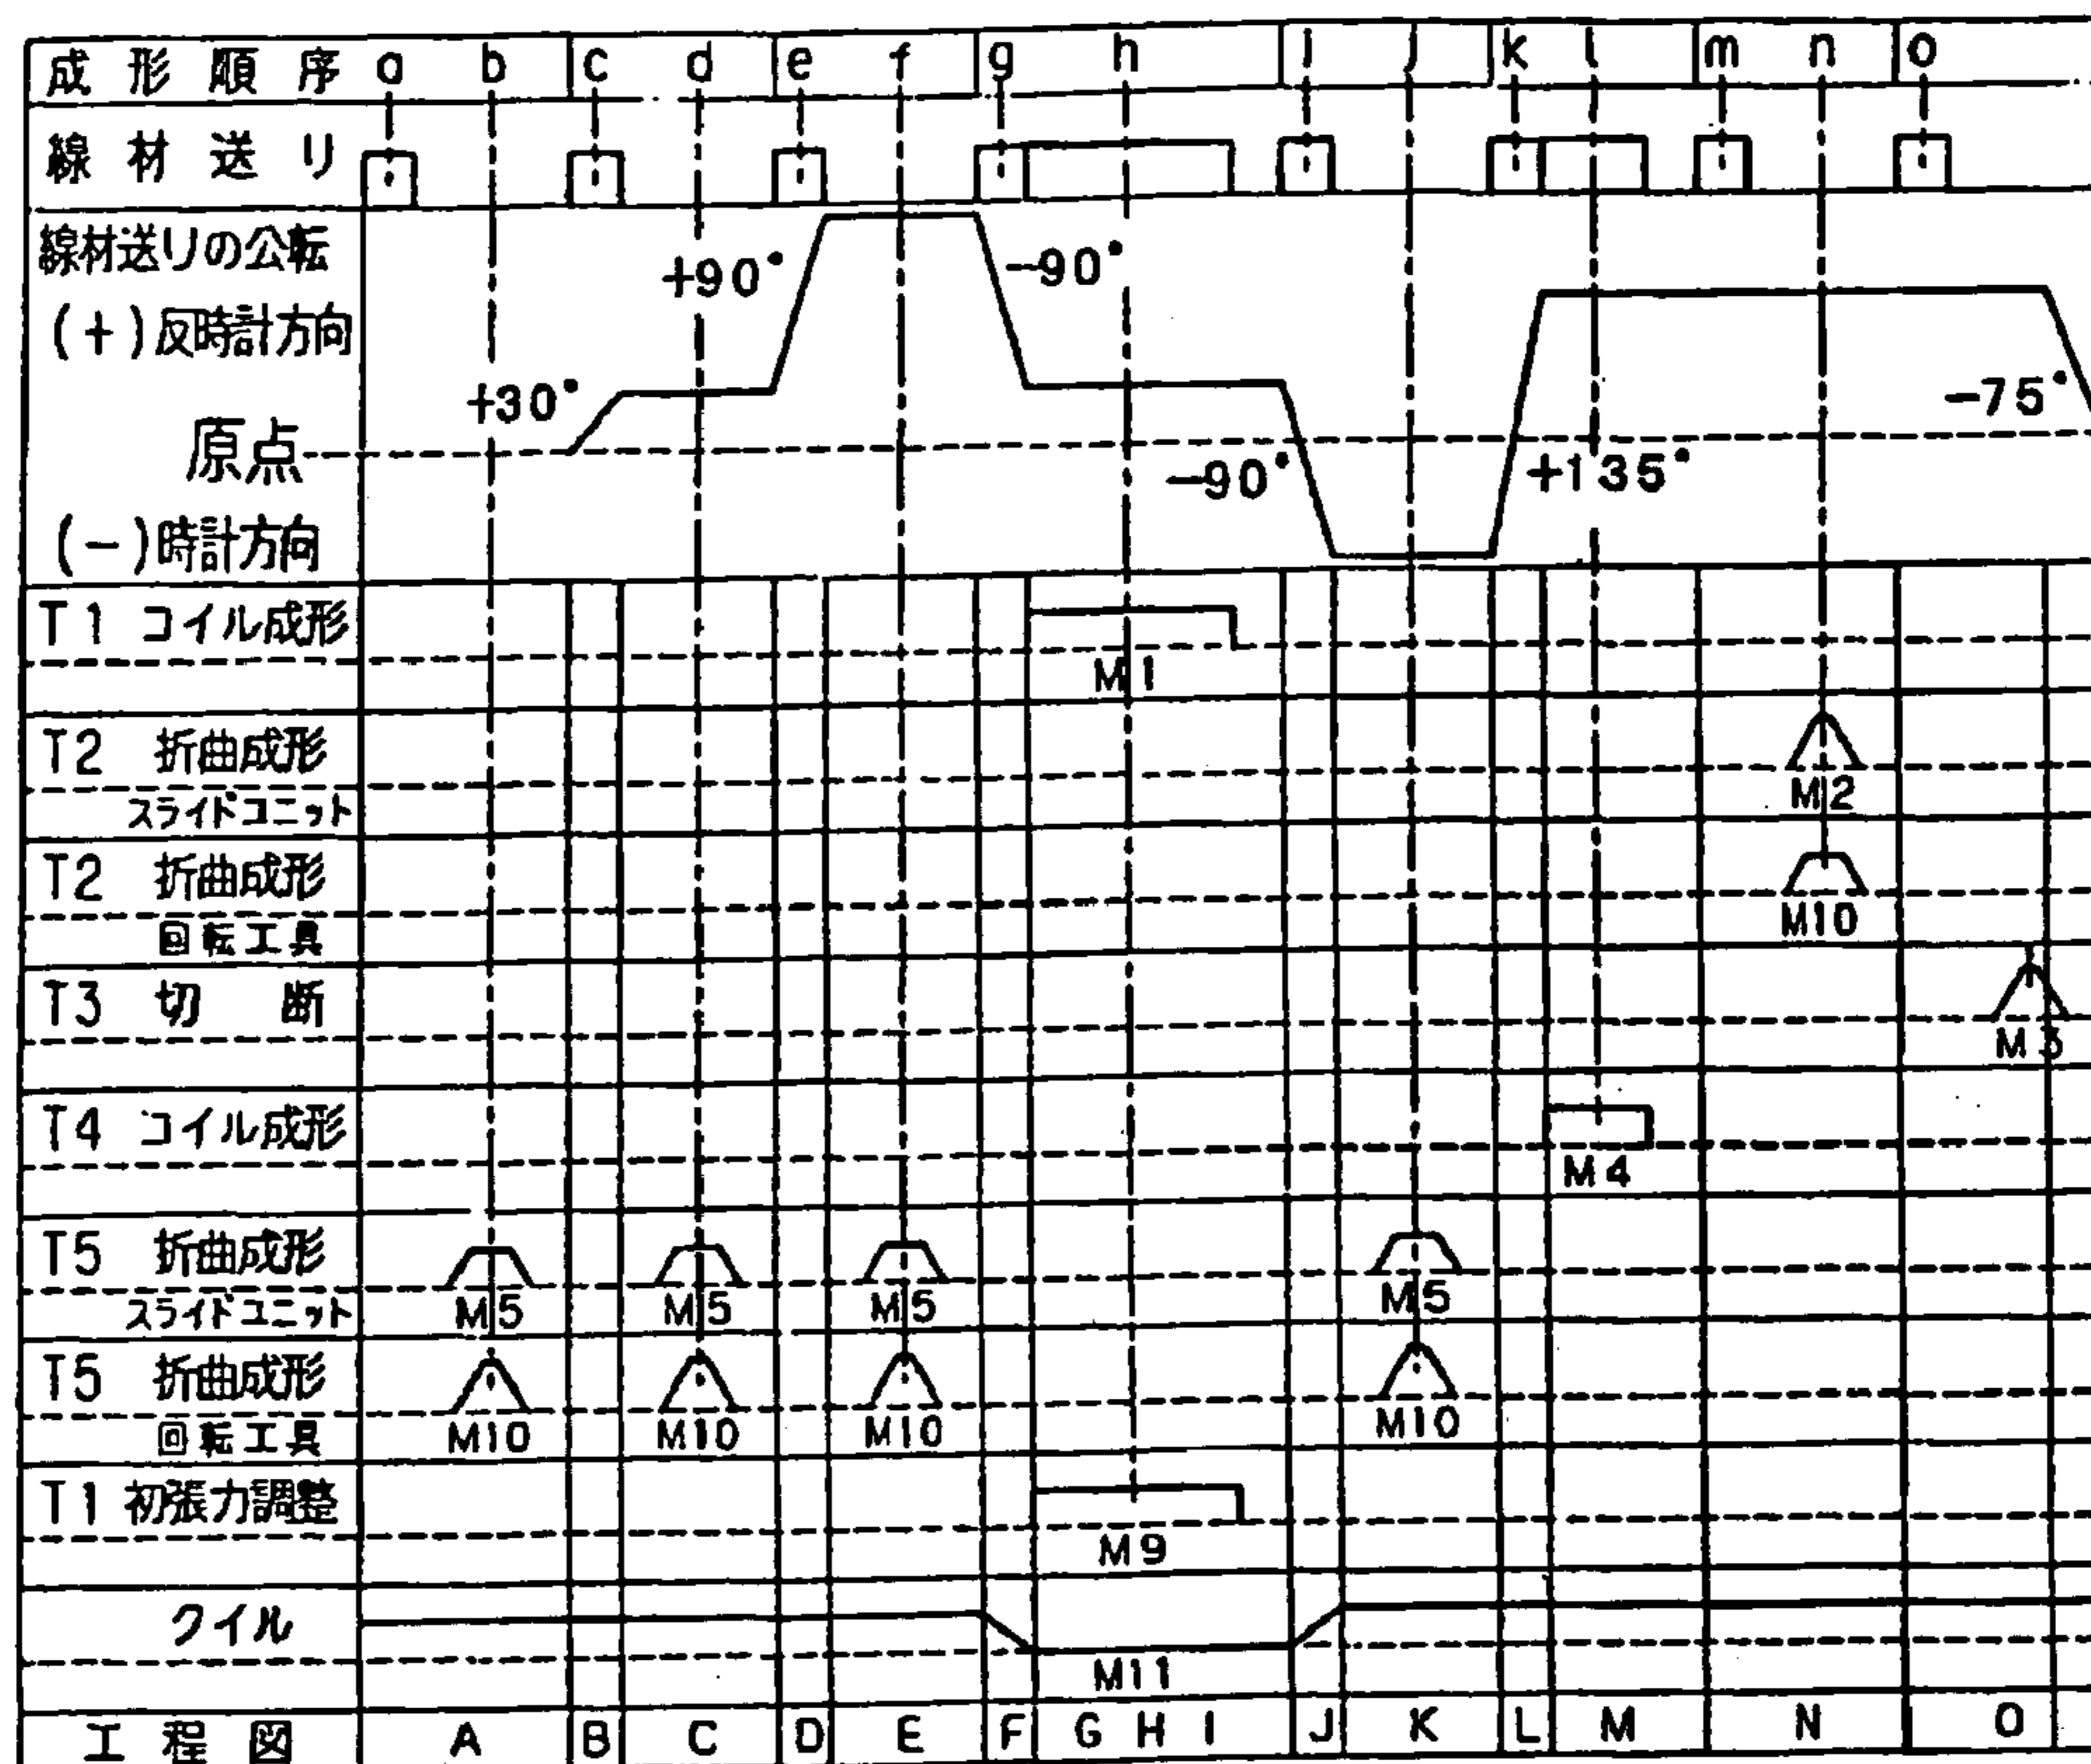 成形順序 a b c d e f g h i j k l m n o
線材送り
線材送りの公転
(+)反時計方向
原点
(-)時計方向
+30°
+90°
-90°
-90°
+135°
-75°
T1 コイル成形
M1
T2 折曲成形
スライドユニット
M2
T2 折曲成形
回転工具
M10
T3 切断
M3
T4 コイル成形
M4
T5 折曲成形
スライドユニット
M5 M5 M5 M5
T5 折曲成形
回転工具
M10 M10 M10 M10
T1 初張力調整
M9
クイル
M11
工程図 A B C D E F G H I J K L M N O